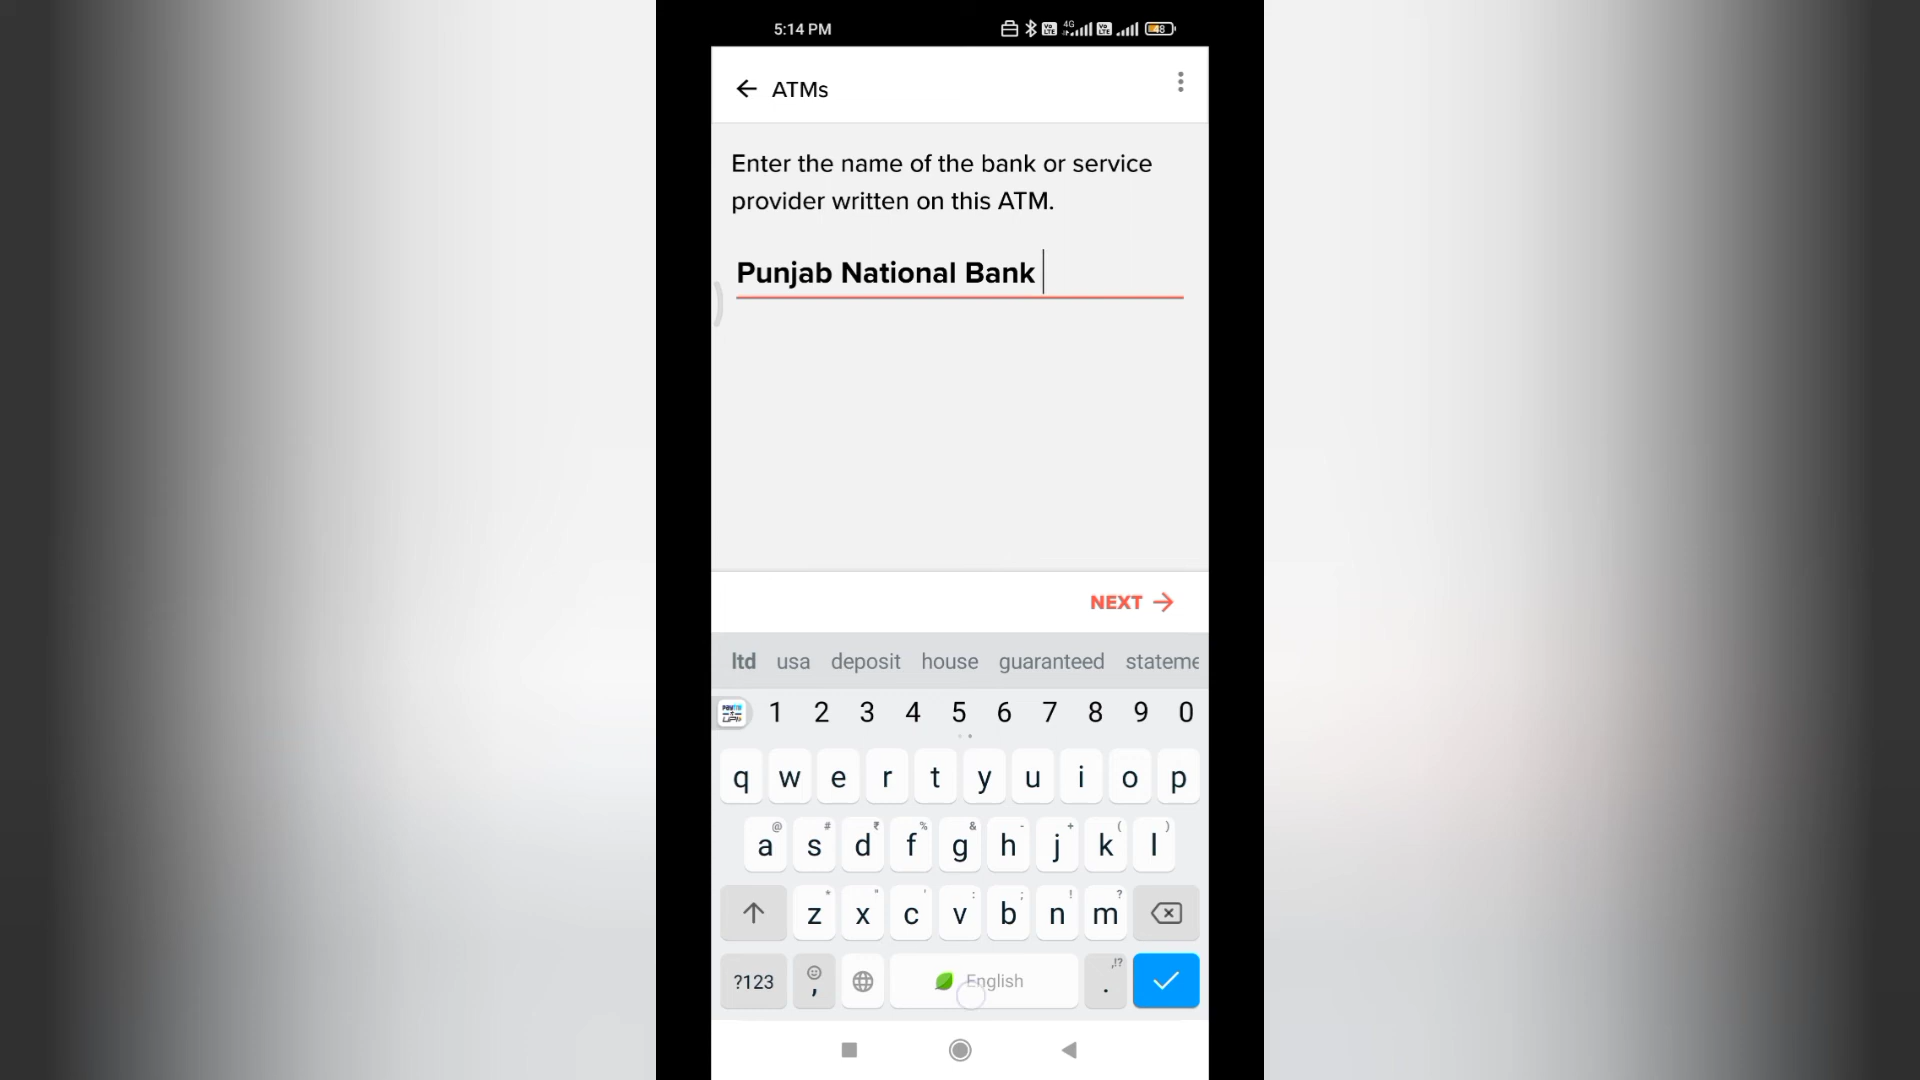 5:14 PM
4G
48
ATMs
Enter the name of the bank or service
provider written on this ATM.
Punjab National Bank
NEXT
ltd usa deposit house guaranteed stateme
1 2 3 4 5 6 7 8 9 0
q w e r t y u i o p
@ # ₹ % & - + ( )
a s d f g h j k l
* " ' : ; ! ?
z x c v b n m
,!?
?123 , English .